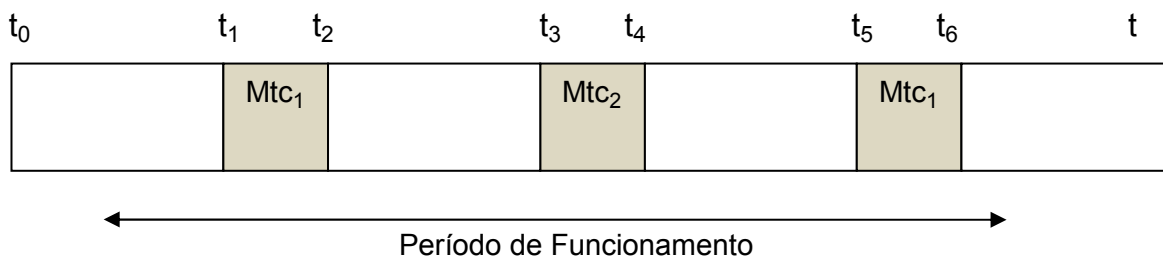 t₀ t₁ t₂ t₃ t₄ t₅ t₆ t
Mtc₁ Mtc₂ Mtc₁
Período de Funcionamento